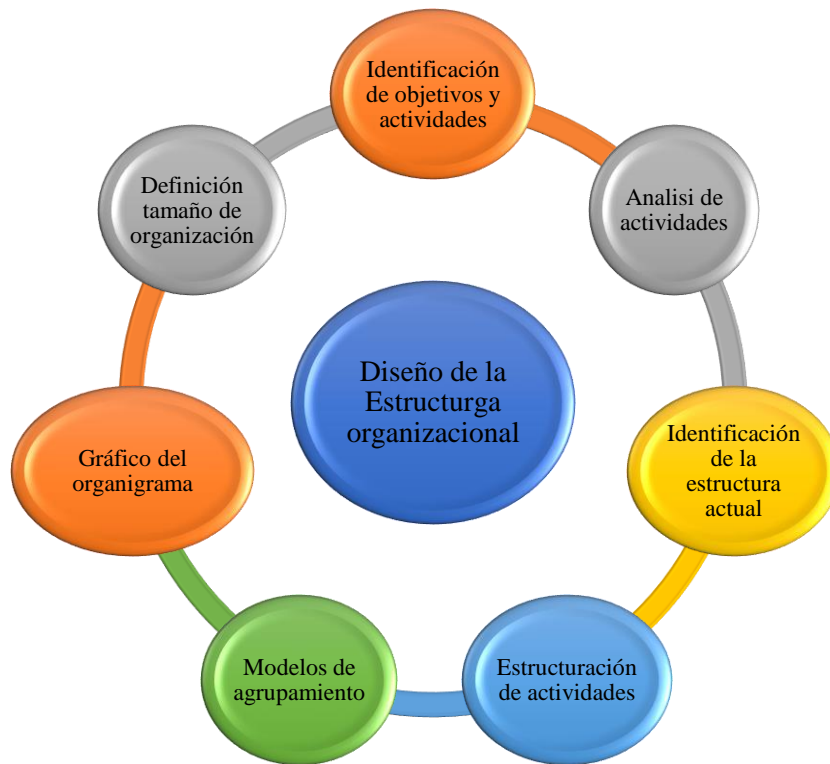 Identificación
de objetivos y
actividades
Analisi de
actividades
Identificación
de la
estructura
actual
Estructuración
de actividades
Modelos de
agrupamiento
Gráfico del
organigrama
Definición
tamaño de
organización
Diseño de la
Estructurga
organizacional